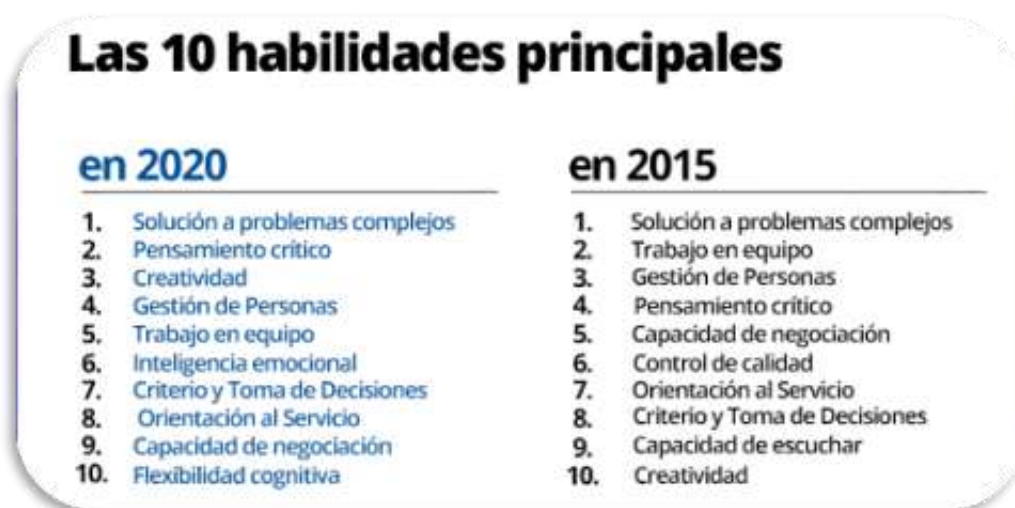 Las 10 habilidades principales
en 2020
1. Solución a problemas complejos
2. Pensamiento crítico
3. Creatividad
4. Gestión de Personas
5. Trabajo en equipo
6. Inteligencia emocional
7. Criterio y Toma de Decisiones
8. Orientación al Servicio
9. Capacidad de negociación
10. Flexibilidad cognitiva
en 2015
1. Solución a problemas complejos
2. Trabajo en equipo
3. Gestión de Personas
4. Pensamiento crítico
5. Capacidad de negociación
6. Control de calidad
7. Orientación al Servicio
8. Criterio y Toma de Decisiones
9. Capacidad de escuchar
10. Creatividad